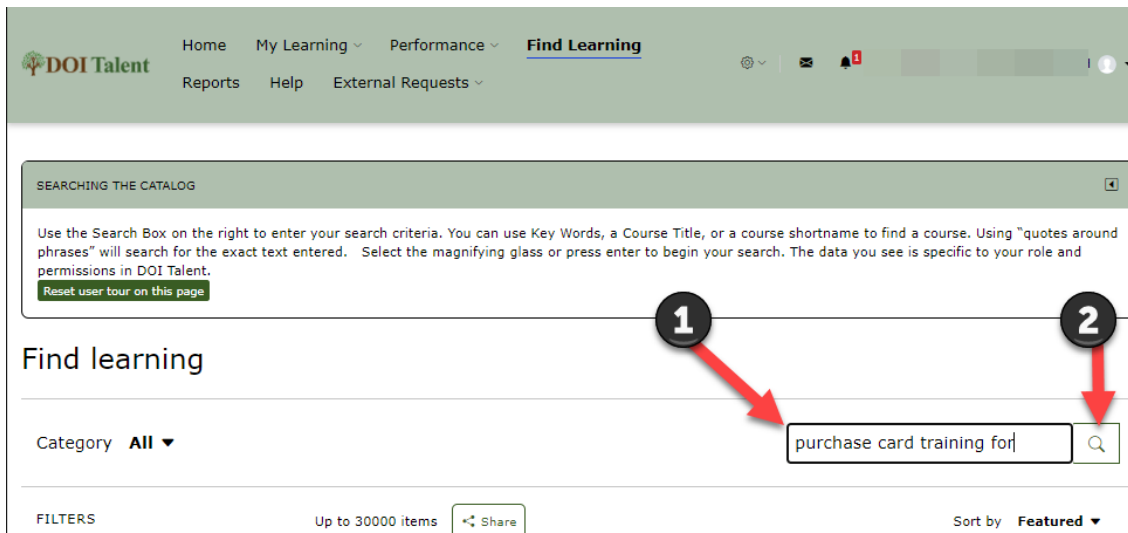 DOI Talent
Home My Learning Performance Find Learning
1
Reports Help External Requests
SEARCHING THE CATALOG
Use the Search Box on the right to enter your search criteria. You can use Key Words, a Course Title, or a course shortname to find a course. Using "quotes around
phrases" will search for the exact text entered. Select the magnifying glass or press enter to begin your search. The data you see is specific to your role and
permissions in DOI Talent.
Reset user tour on this page
1
2
Find learning
Category All
purchase card training for
FILTERS Up to 30000 items Share Sort by Featured